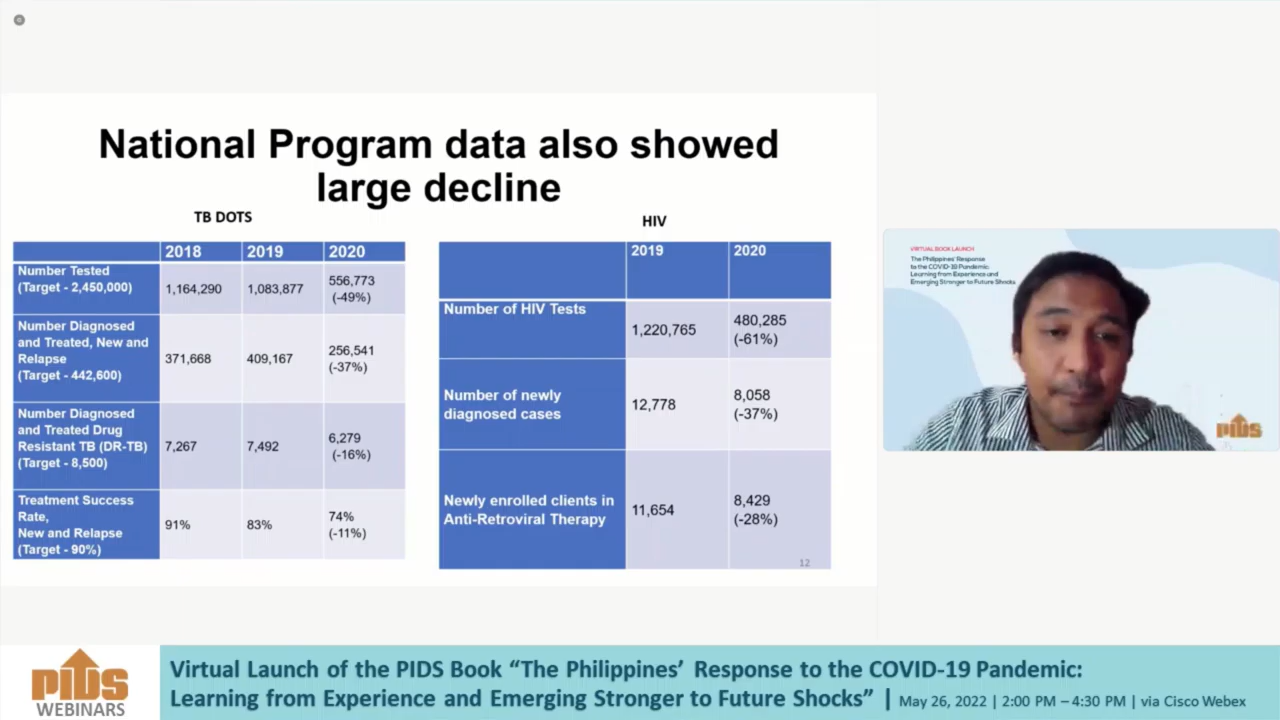 National Program data also showed
large decline
TB DOTS
2018 2019 2020
Number Tested
(Target - 2,450,000)
1,164,290 1,083,877 556,773
(-49%)
Number Diagnosed
and Treated, New and
Relapse
(Target - 442,600)
371,668 409,167 256,541
(-37%)
Number Diagnosed
and Treated Drug
Resistant TB (DR-TB)
(Target - 8,500)
7,267 7,492 6,279
(-16%)
Treatment Success
Rate,
New and Relapse
(Target - 90%)
91% 83% 74%
(-11%)
HIV
2019 2020
Number of HIV Tests
1,220,765 480,285
(-61%)
Number of newly
diagnosed cases
12,778 8,058
(-37%)
Newly enrolled clients in
Anti-Retroviral Therapy
11,654 8,429
(-28%)
12
VIRTUAL BOOK LAUNCH
The Philippines' Response
to the COVID-19 Pandemic:
Learning from Experience and
Emerging Stronger to Future Shocks
PIDS
PIDS
WEBINARS
Virtual Launch of the PIDS Book “The Philippines’ Response to the COVID-19 Pandemic:
Learning from Experience and Emerging Stronger to Future Shocks” | May 26, 2022 | 2:00 PM – 4:30 PM | via Cisco Webex